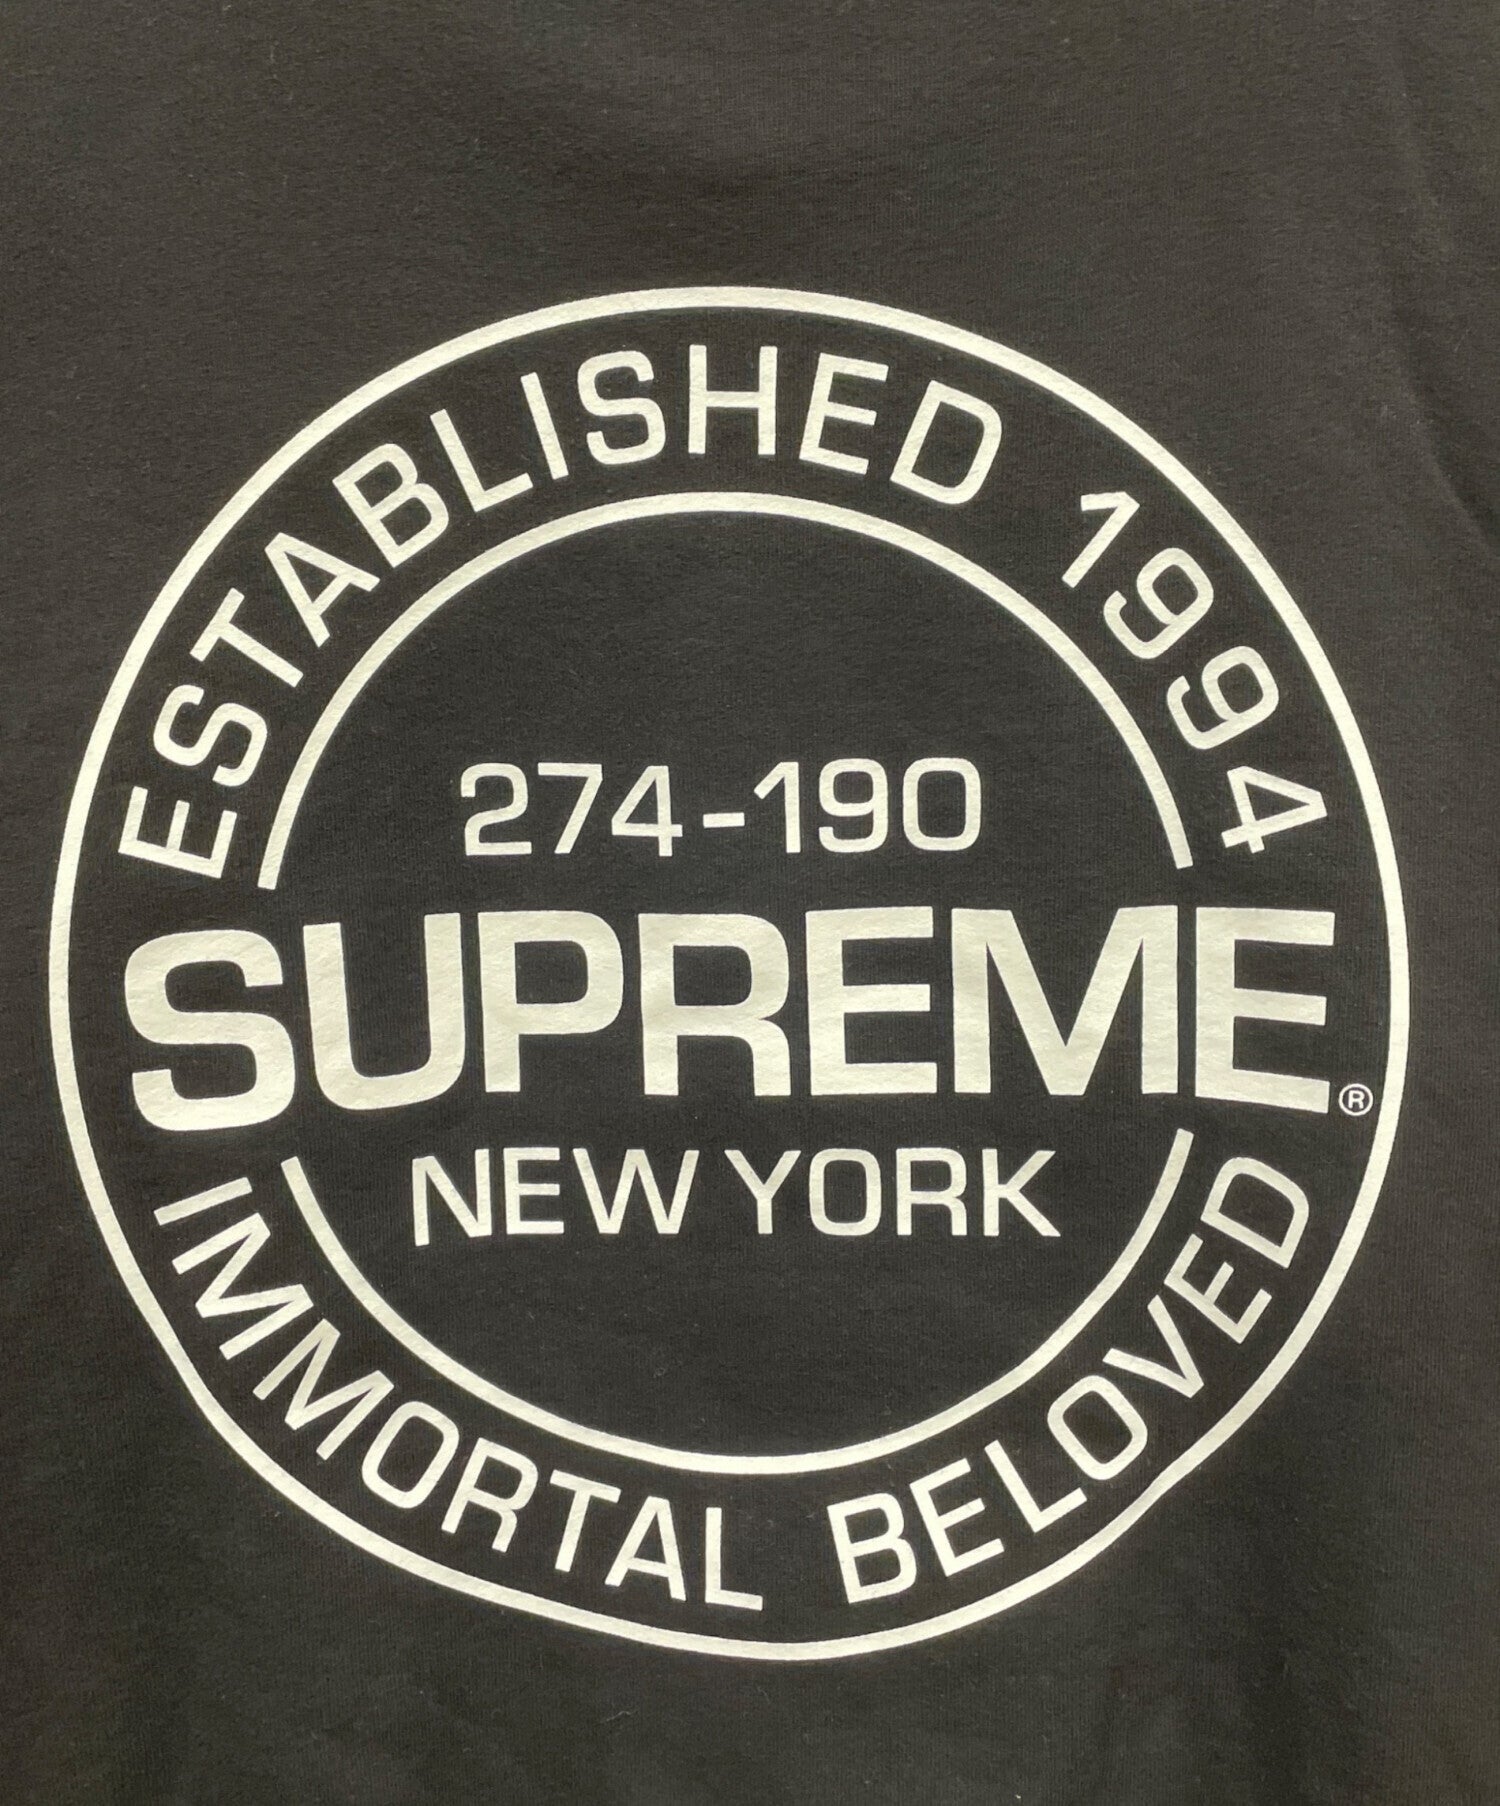 ESTABLISHED 1994
274-190
SUPREME®
NEW YORK
IMMORTAL BELOVED